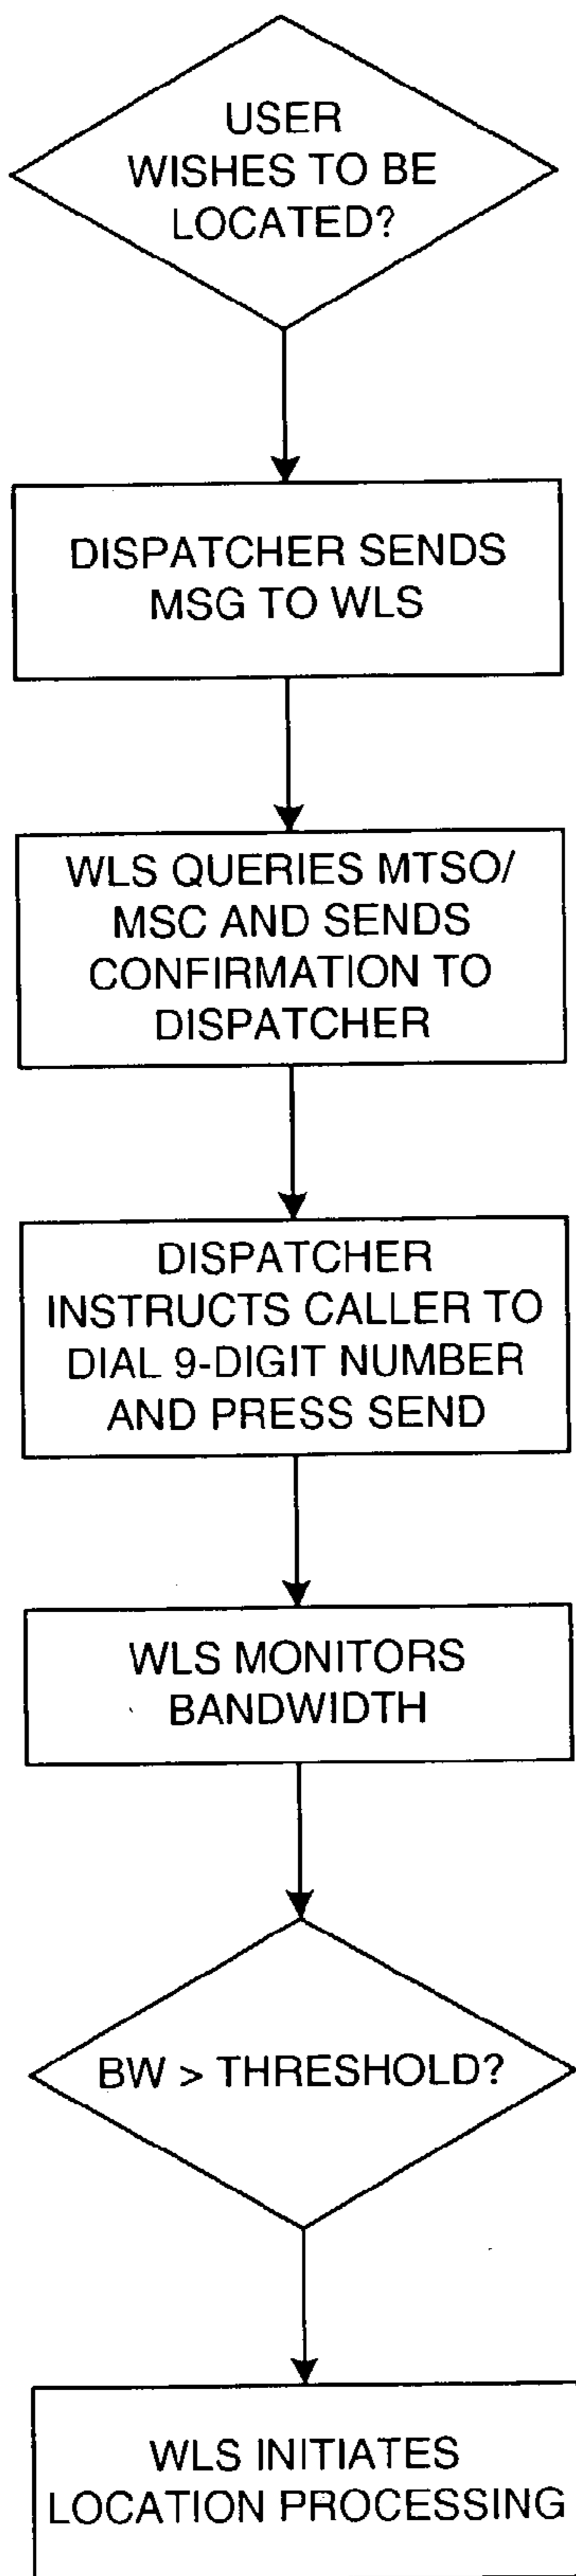 USER
WISHES TO BE
LOCATED?
DISPATCHER SENDS
MSG TO WLS
WLS QUERIES MTSO/
MSC AND SENDS
CONFIRMATION TO
DISPATCHER
DISPATCHER
INSTRUCTS CALLER TO
DIAL 9-DIGIT NUMBER
AND PRESS SEND
WLS MONITORS
BANDWIDTH
BW > THRESHOLD?
WLS INITIATES
LOCATION PROCESSING